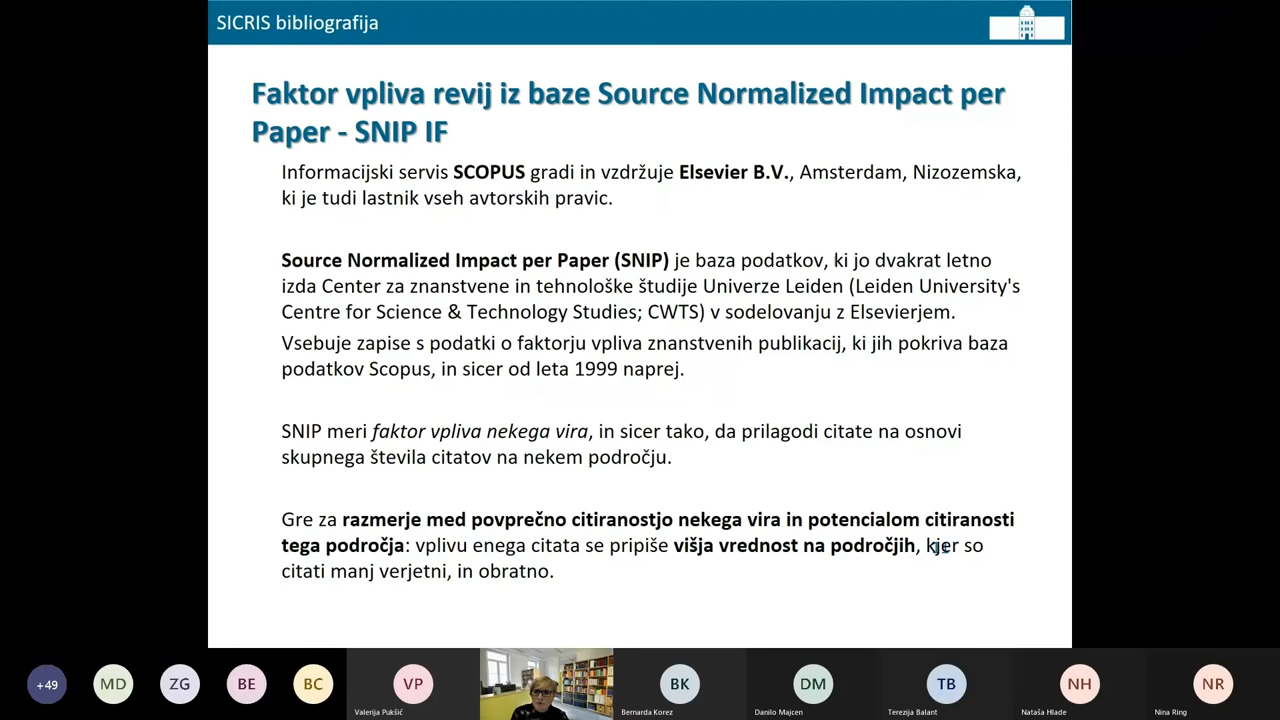 SICRIS bibliografija
Faktor vpliva revij iz baze Source Normalized Impact per
Paper - SNIP IF
Informacijski servis SCOPUS gradi in vzdržuje Elsevier B.V., Amsterdam, Nizozemska,
ki je tudi lastnik vseh avtorskih pravic.
Source Normalized Impact per Paper (SNIP) je baza podatkov, ki jo dvakrat letno
izda Center za znanstvene in tehnološke študije Univerze Leiden (Leiden University's
Centre for Science & Technology Studies; CWTS) v sodelovanju z Elsevierjem.
Vsebuje zapise s podatki o faktorju vpliva znanstvenih publikacij, ki jih pokriva baza
podatkov Scopus, in sicer od leta 1999 naprej.
SNIP meri faktor vpliva nekega vira, in sicer tako, da prilagodi citate na osnovi
skupnega števila citatov na nekem področju.
Gre za razmerje med povprečno citiranostjo nekega vira in potencialom citiranosti
tega področja: vplivu enega citata se pripiše višja vrednost na področjih, kjer so
citati manj verjetni, in obratno.
+49 MD ZG BE BC VP BK DM TB NH NR
Valerija Pukšič Bernarda Korez Danilo Majcen Terezija Balant Nataša Hlade Nina Ring